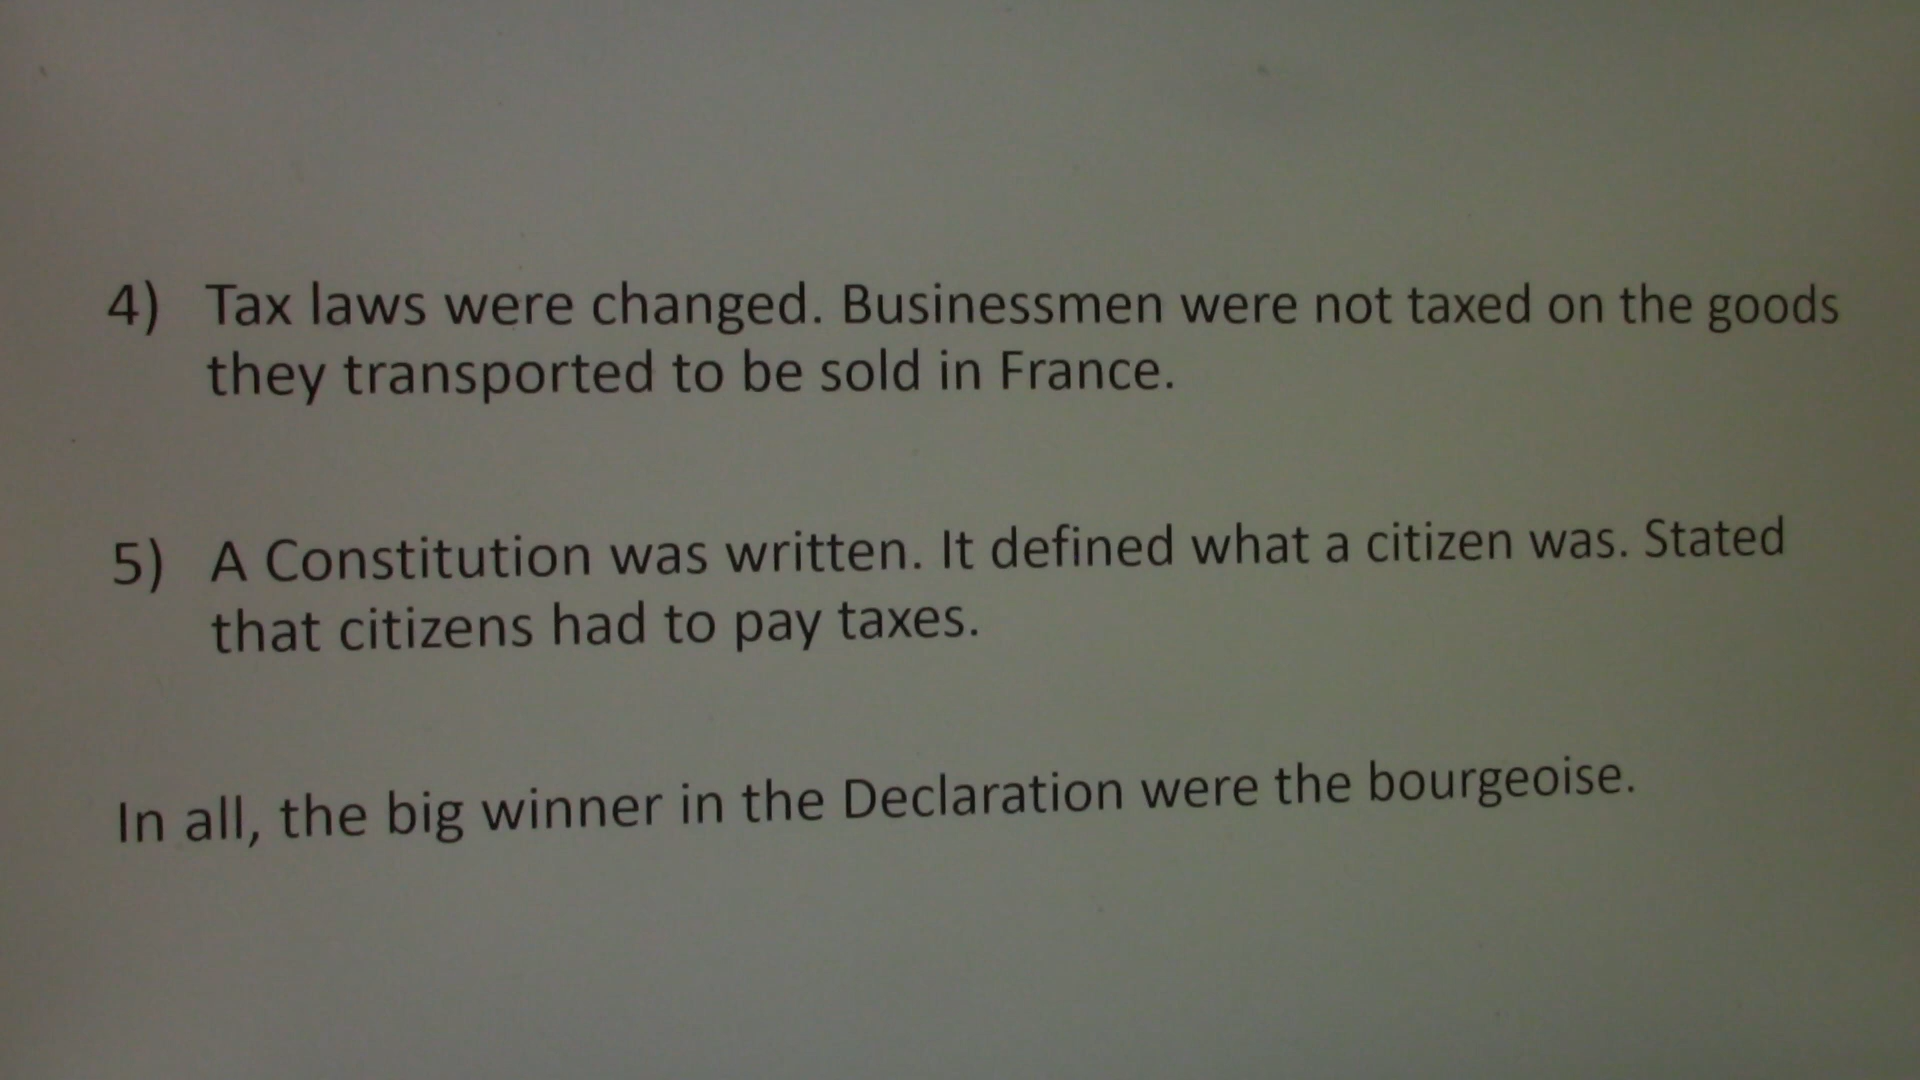 4) Tax laws were changed. Businessmen were not taxed on the goods
they transported to be sold in France.
5) A Constitution was written. It defined what a citizen was. Stated
that citizens had to pay taxes.
In all, the big winner in the Declaration were the bourgeoise.